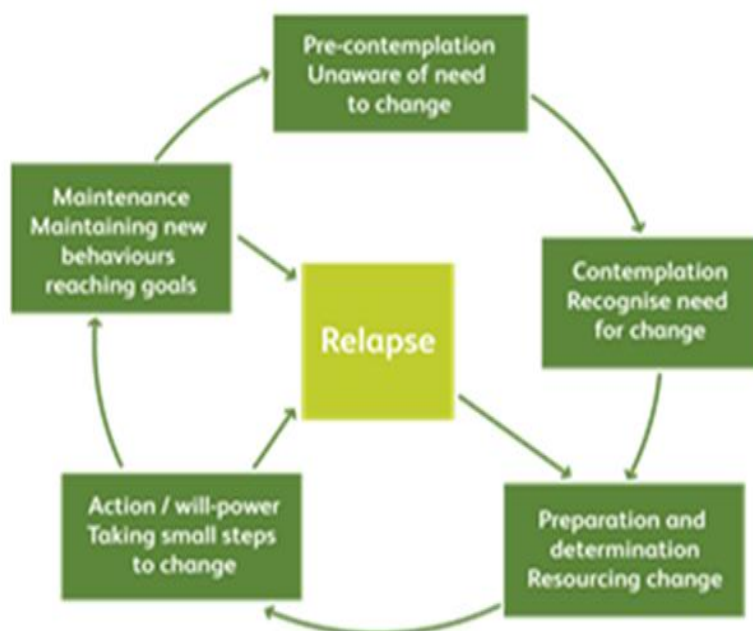 Pre-contemplation
Unaware of need
to change
Contemplation
Recognise need
for change
Preparation and
determination
Resourcing change
Action / will-power
Taking small steps
to change
Maintenance
Maintaining new
behaviours
reaching goals
Relapse